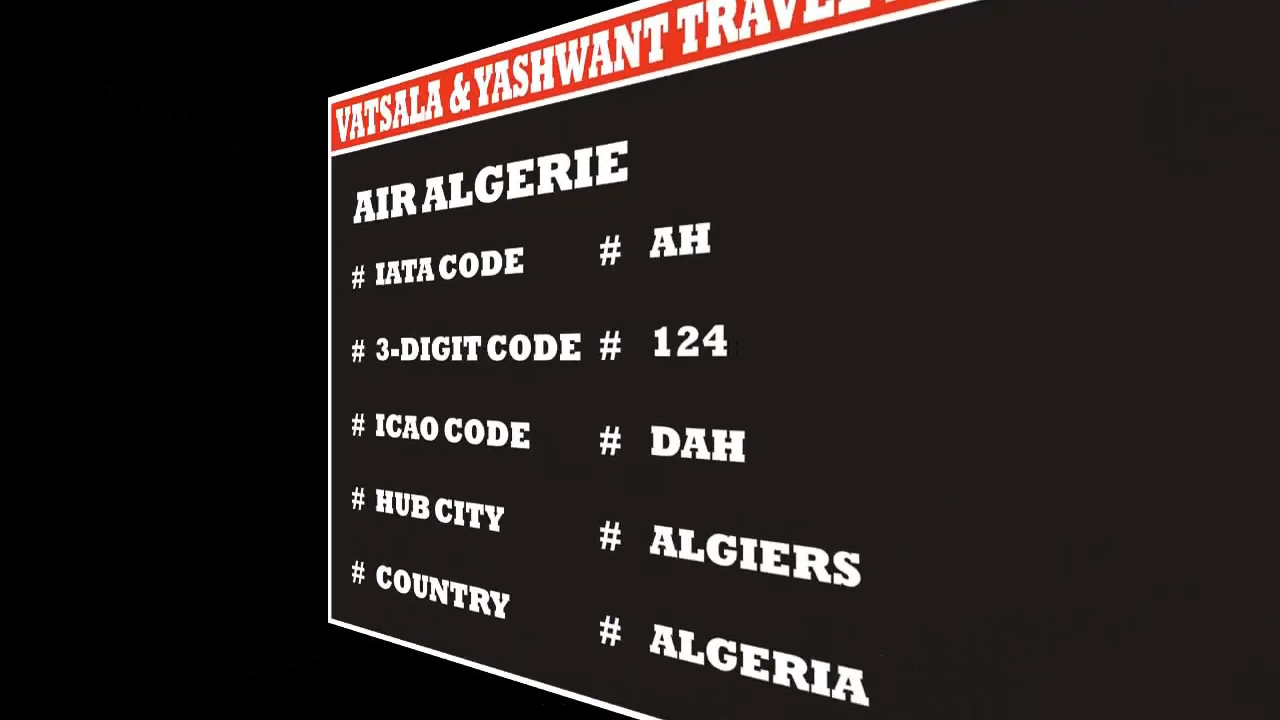 VATSALA & YASHWANT TRAVEL
AIR ALGERIE
# IATA CODE # AH
# 3-DIGIT CODE # 124
# ICAO CODE # DAH
# HUB CITY # ALGIERS
# COUNTRY # ALGERIA